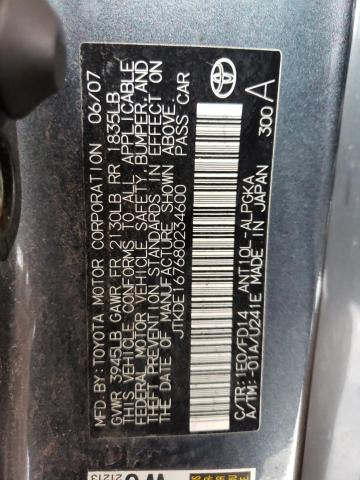 MFD.BY: TOYOTA MOTOR CORPORATION 06/07
GVWR 3945LB GAWR FR 2130LB RR 1835LB
THIS VEHICLE CONFORMS TO ALL APPLICABLE
FEDERAL MOTOR VEHICLE SAFETY, BUMPER, AND
THEFT PREVENTION STANDARDS IN EFFECT ON
THE DATE OF MANUFACTURE SHOWN ABOVE.
JTKDE167680234600 PASS CAR
C/TR:1E0/FD14 ANT10L-ALPGKA
A/TM:-01A/U241E MADE IN JAPAN
300 A
21213